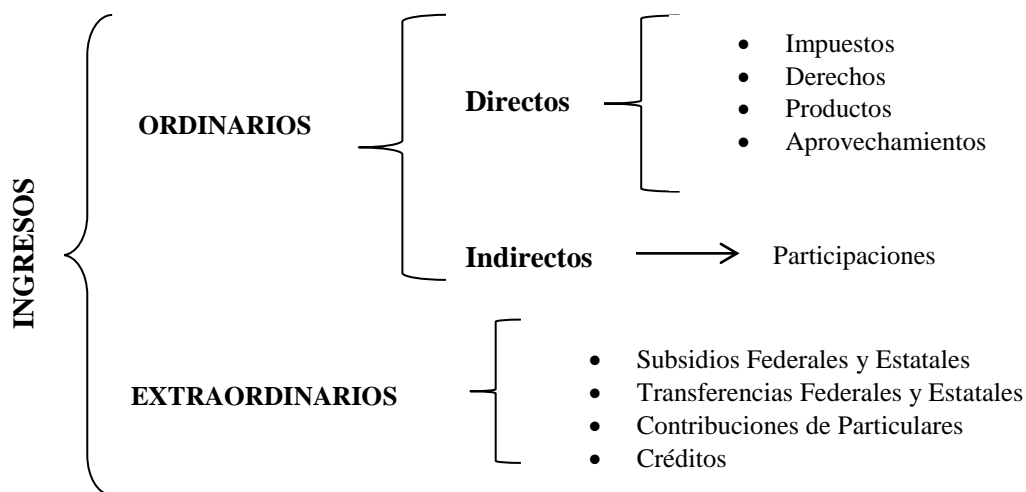 INGRESOS
ORDINARIOS
Directos
• Impuestos
• Derechos
• Productos
• Aprovechamientos
Indirectos
Participaciones
EXTRAORDINARIOS
• Subsidios Federales y Estatales
• Transferencias Federales y Estatales
• Contribuciones de Particulares
• Créditos